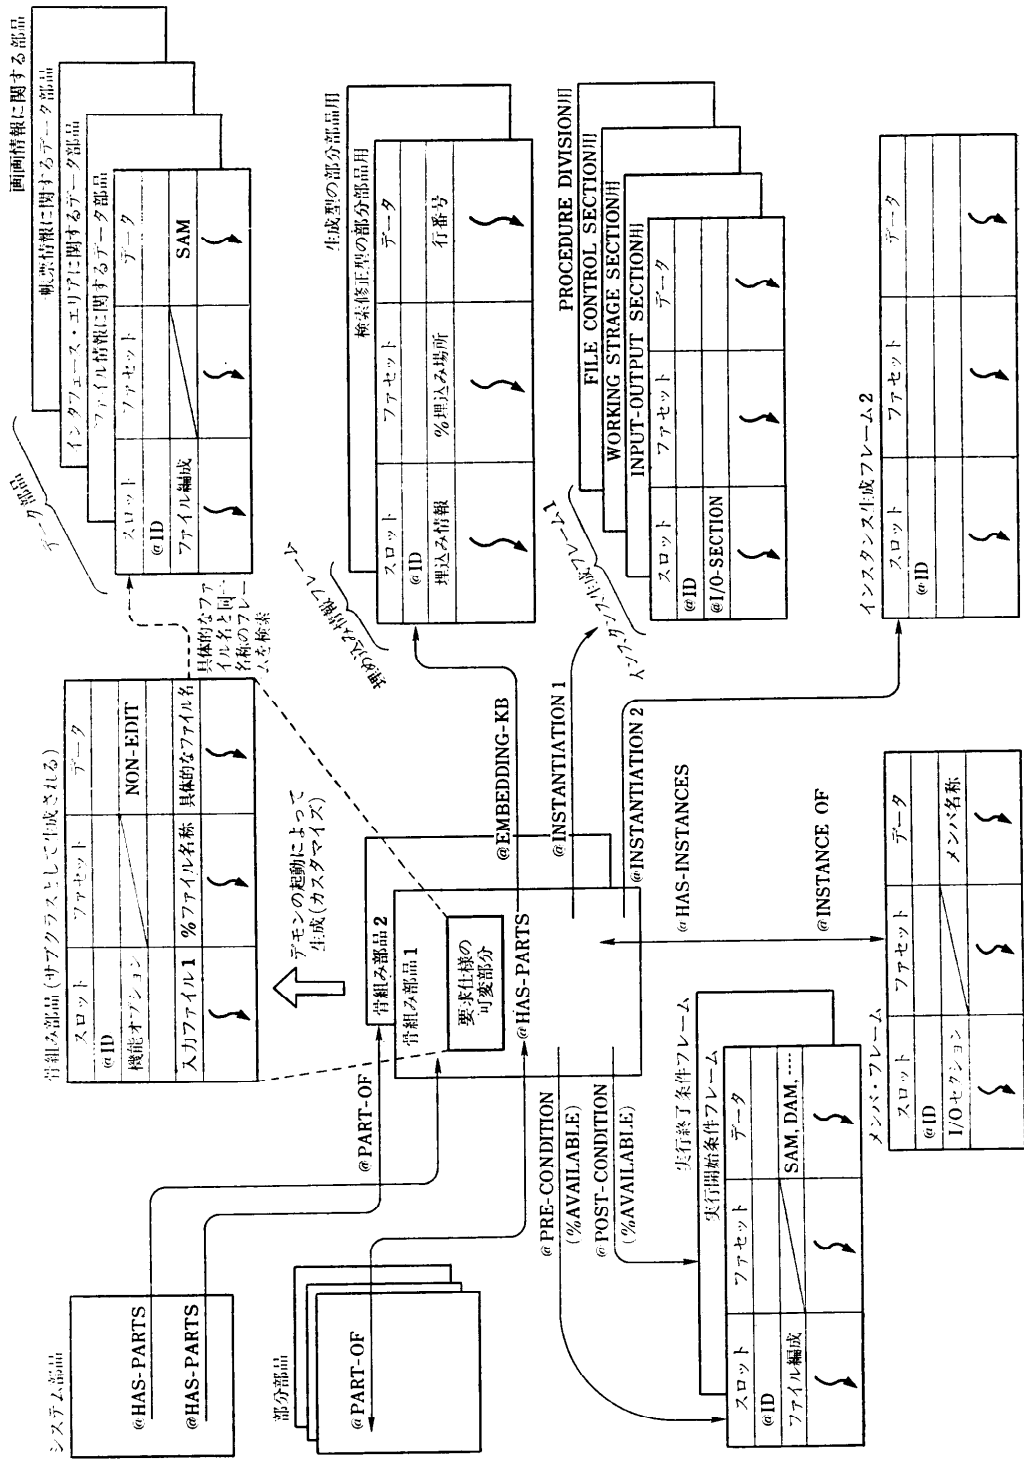 システム部品
@HAS-PARTS
@HAS-PARTS
部分部品
@PART-OF
@PART-OF
骨組み部品(サブクラスとして生成される)
スロット ファセット データ
@ID
機能オプション NON-EDIT
入力ファイル1 %ファイル名称 具体的なファイル名
具体的なファ
イル名と同一
名称のフレー
ムを検索
デモンの起動によって
生成(カスタマイズ)
骨組み部品2
骨組み部品1
要求仕様の
可変部分
@HAS-PARTS
データ部品
画画情報に関する部品
帳票情報に関するデータ部品
インタフェース・エリアに関するデータ部品
ファイル情報に関するデータ部品
スロット ファセット データ
@ID
ファイル編成 SAM
@EMBEDDING-KB
埋め込み情報フレーム
生成型の部分部品用
検索修正型の部分部品用
スロット ファセット データ
@ID
埋込み情報 %埋込み場所 行番号
@INSTANTIATION 1
インスタンス生成フレーム1
PROCEDURE DIVISION用
FILE CONTROL SECTION用
WORKING STRAGE SECTION用
INPUT-OUTPUT SECTION用
スロット ファセット データ
@ID
@I/O-SECTION
@INSTANTIATION 2
インスタンス生成フレーム2
スロット ファセット データ
@ID
@PRE-CONDITION
(%AVAILABLE)
@POST-CONDITION
(%AVAILABLE)
実行終了条件フレーム
実行開始条件フレーム
スロット ファセット データ
@ID
ファイル編成 SAM, DAM, ----
@HAS-INSTANCES
@INSTANCE OF
メンバ・フレーム
スロット ファセット データ
@ID
I/Oセクション メンバ名称